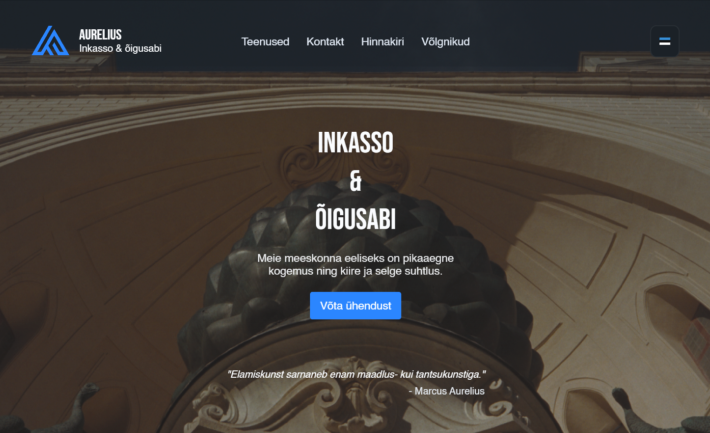 AURELIUS
Inkasso & õigusabi
Teenused Kontakt Hinnakiri Võlgnikud
INKASSO
&
ÕIGUSABI
Meie meeskonna eeliseks on pikaaegne
kogemus ning kiire ja selge suhtlus.
Võta ühendust
"Elamiskunst sarnaneb enam maadlus- kui tantsukunstiga."
- Marcus Aurelius